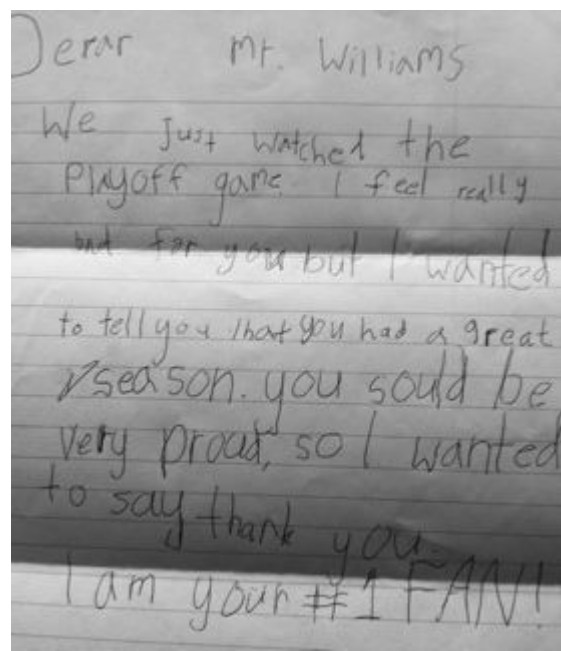 Derar Mr. Williams
We just watched the
Playoff game. I feel really
bad for you but I wanted
to tell you that you had a great
season. you sould be
very proud, so I wanted
to say thank you.
I am your #1 FAN!